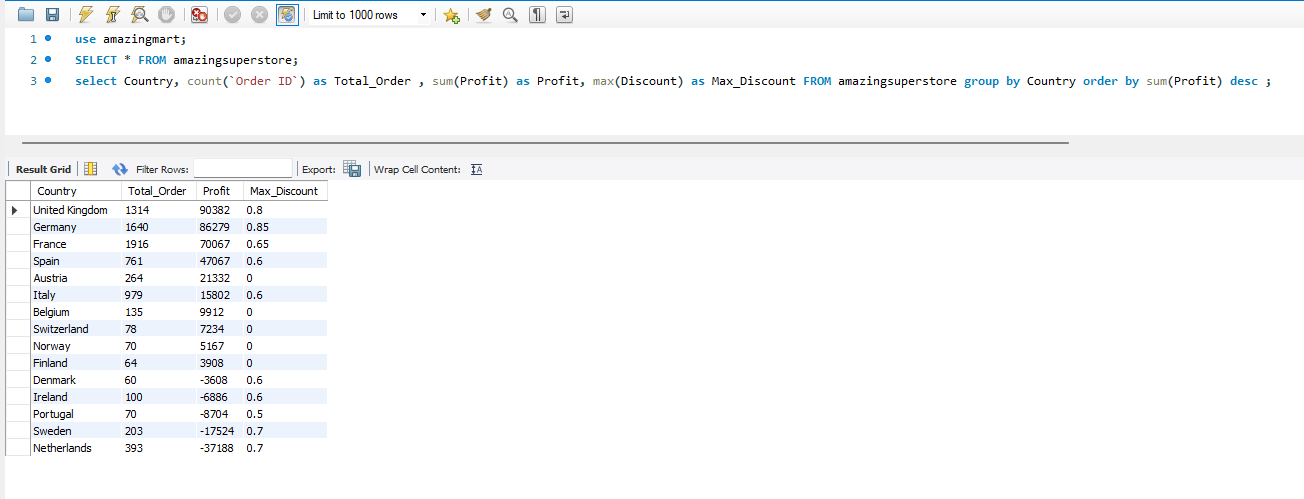 Limit to 1000 rows
1 use amazingmart;
2 SELECT * FROM amazingsuperstore;
3 select Country, count(`Order ID`) as Total_Order , sum(Profit) as Profit, max(Discount) as Max_Discount FROM amazingsuperstore group by Country order by sum(Profit) desc ;
Result Grid Filter Rows: Export: Wrap Cell Content:
Country Total_Order Profit Max_Discount
United Kingdom 1314 90382 0.8
Germany 1640 86279 0.85
France 1916 70067 0.65
Spain 761 47067 0.6
Austria 264 21332 0
Italy 979 15802 0.6
Belgium 135 9912 0
Switzerland 78 7234 0
Norway 70 5167 0
Finland 64 3908 0
Denmark 60 -3608 0.6
Ireland 100 -6886 0.6
Portugal 70 -8704 0.5
Sweden 203 -17524 0.7
Netherlands 393 -37188 0.7